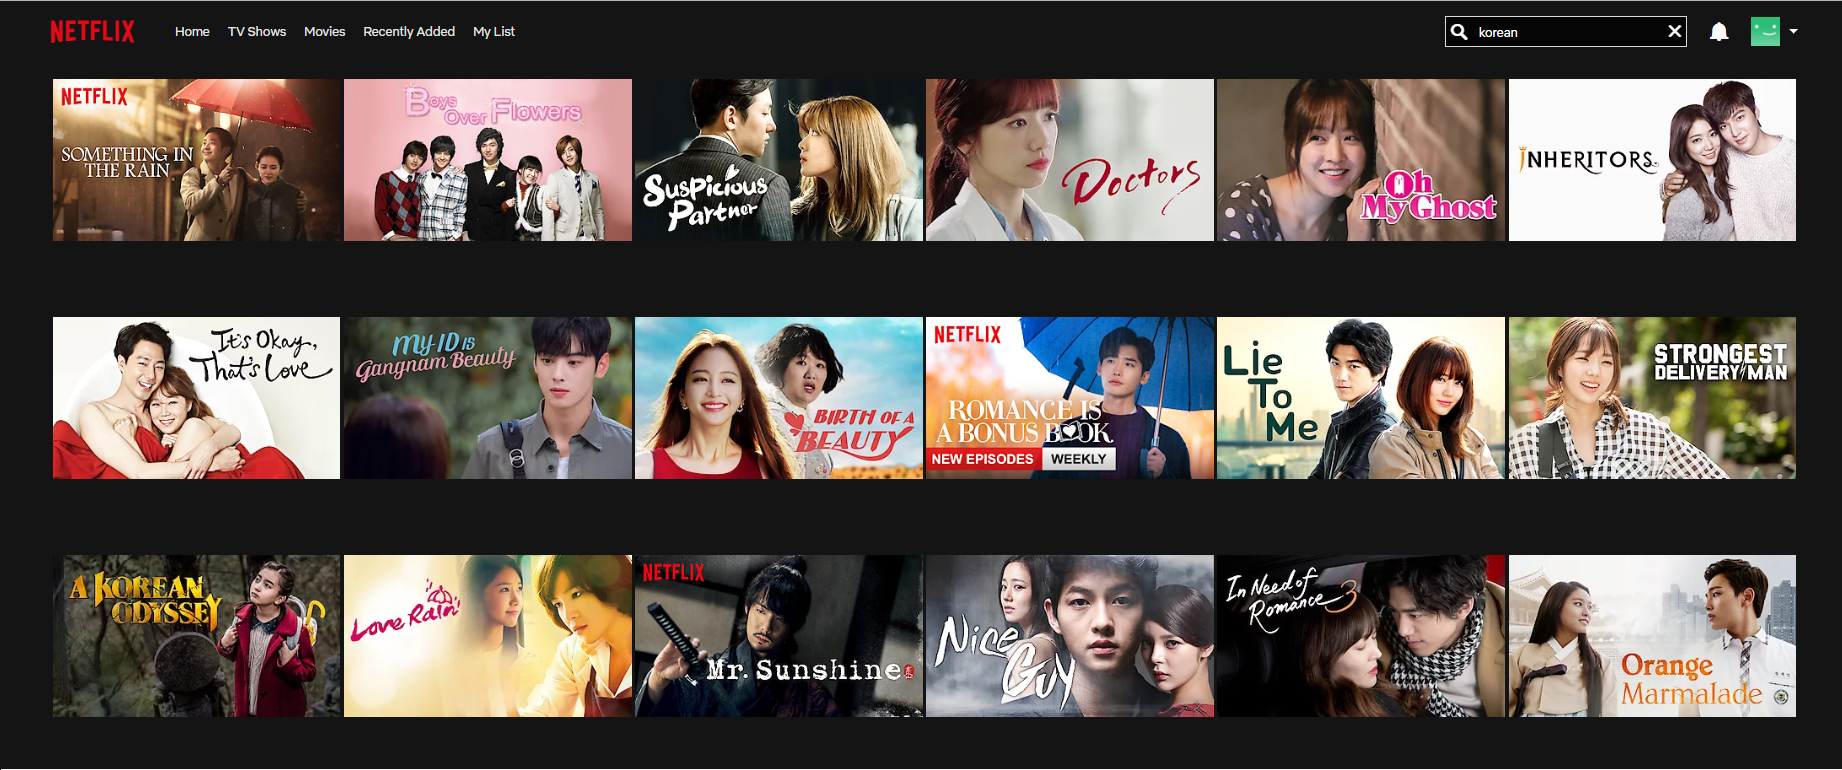 NETFLIX
Home
TV Shows
Movies
Recently Added
My List
korean
NETFLIX
SOMETHING IN
THE RAIN
Boys
Over Flowers
Suspicious
Partner
Doctors
Oh
My Ghost
INHERITORS
It's Okay,
That's Love
MY ID IS
Gangnam Beauty
BIRTH OF A
BEAUTY
NETFLIX
ROMANCE IS
A BONUS BOOK
NEW EPISODES WEEKLY
Lie
To
Me
STRONGEST
DELIVERY MAN
A KOREAN
ODYSSEY
Love Rain
NETFLIX
Mr. Sunshine
Nice
Guy
In Need of
Romance 3
Orange
Marmalade